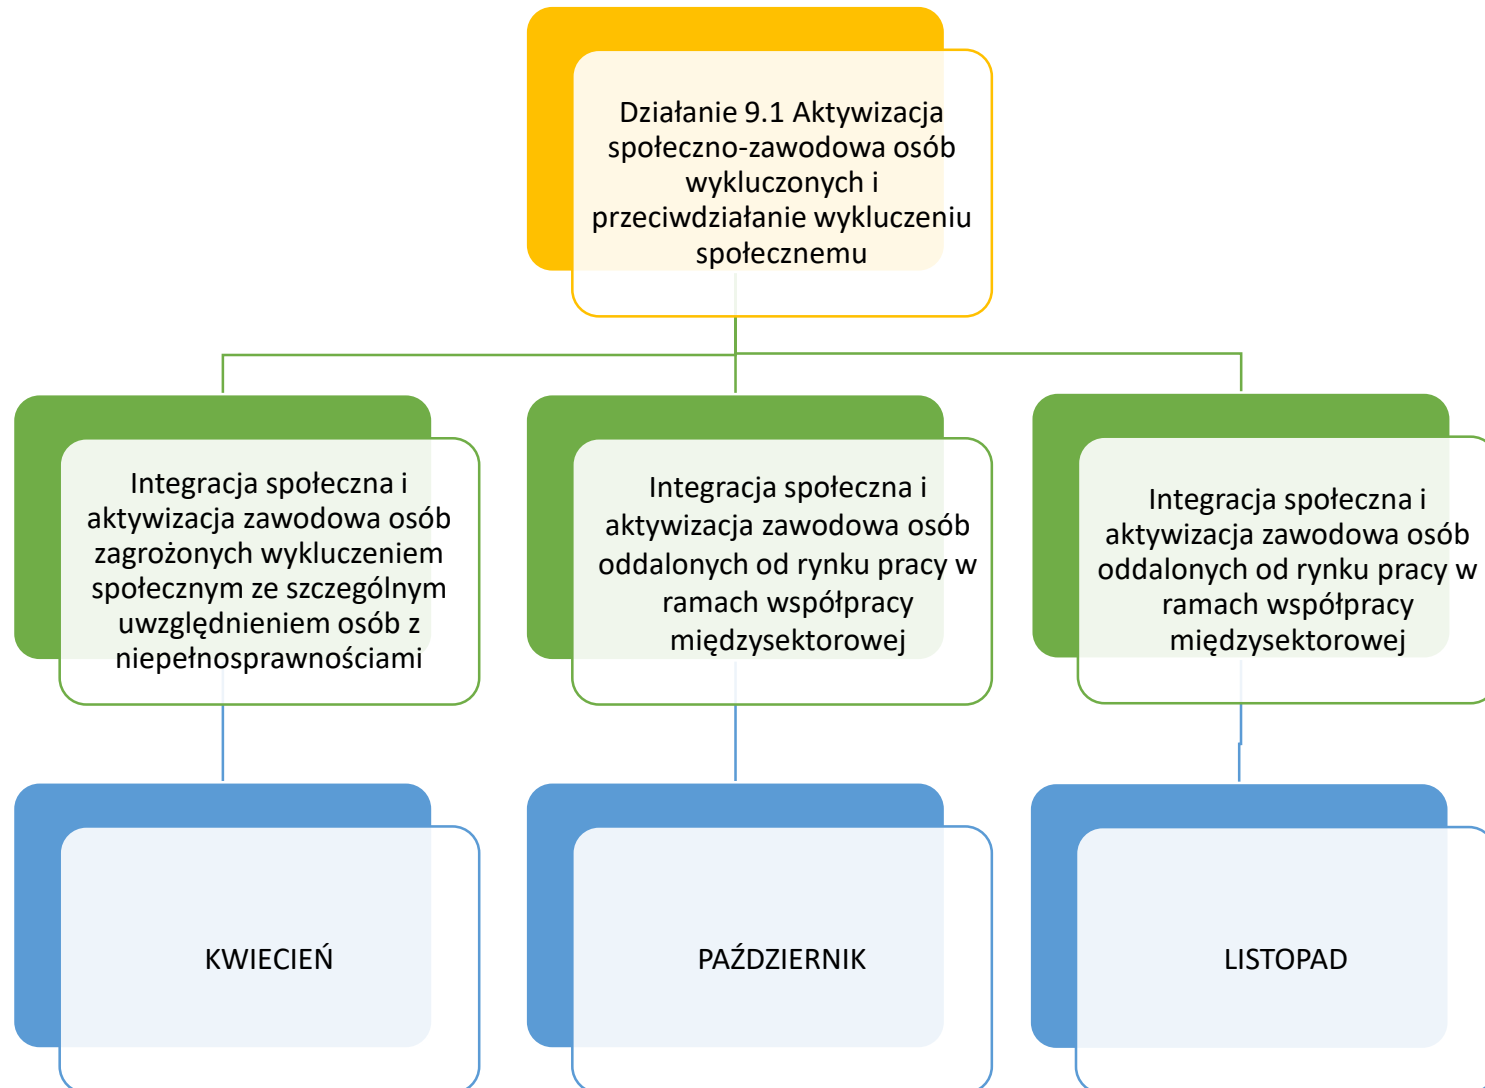 Działanie 9.1 Aktywizacja
społeczno-zawodowa osób
wykluczonych i
przeciwdziałanie wykluczeniu
społecznemu
Integracja społeczna i
aktywizacja zawodowa osób
zagrożonych wykluczeniem
społecznym ze szczególnym
uwzględnieniem osób z
niepełnosprawnościami
Integracja społeczna i
aktywizacja zawodowa osób
oddalonych od rynku pracy w
ramach współpracy
międzysektorowej
Integracja społeczna i
aktywizacja zawodowa osób
oddalonych od rynku pracy w
ramach współpracy
międzysektorowej
KWIECIEŃ
PAŹDZIERNIK
LISTOPAD